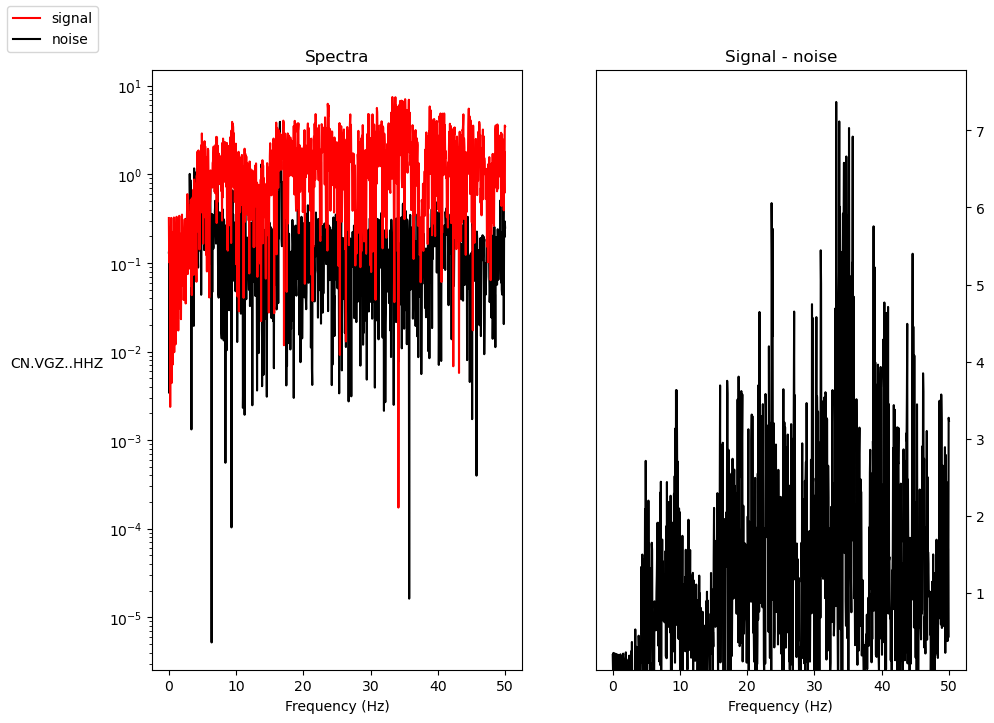 signal
noise
Spectra
Signal - noise
10¹
10⁰
10⁻¹
10⁻²
10⁻³
10⁻⁴
10⁻⁵
CN.VGZ..HHZ
7
6
5
4
3
2
1
0 10 20 30 40 50
0 10 20 30 40 50
Frequency (Hz)
Frequency (Hz)